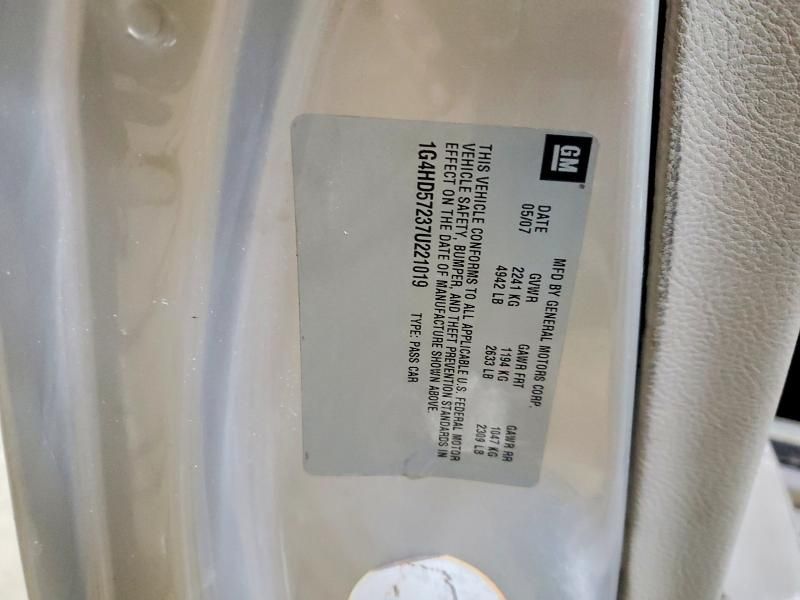 GM
MFD BY GENERAL MOTORS CORP.
DATE GVWR GAWR FRT GAWR RR
05/07 2241 KG 1194 KG 1047 KG
4942 LB 2633 LB 2309 LB
THIS VEHICLE CONFORMS TO ALL APPLICABLE U.S. FEDERAL MOTOR
VEHICLE SAFETY, BUMPER, AND THEFT PREVENTION STANDARDS IN
EFFECT ON THE DATE OF MANUFACTURE SHOWN ABOVE.
1G4HD57237U221019 TYPE: PASS CAR